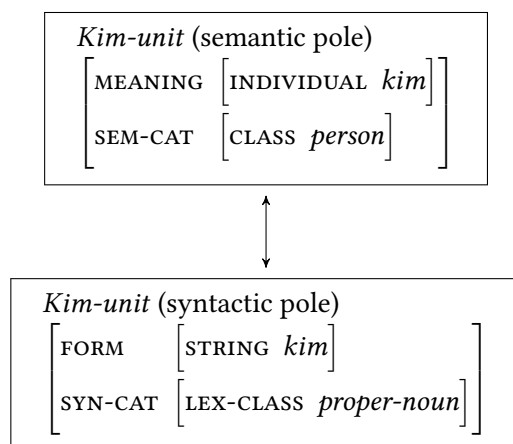 Kim-unit (semantic pole)
MEANING [INDIVIDUAL kim]
SEM-CAT [CLASS person]
Kim-unit (syntactic pole)
FORM [STRING kim]
SYN-CAT [LEX-CLASS proper-noun]